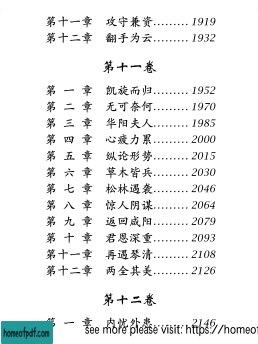 第十一章 攻守兼资......... 1919
第十二章 翻手为云......... 1932
第十一卷
第 一 章 凯旋而归......... 1952
第 二 章 无可奈何......... 1970
第 三 章 华阳夫人......... 1985
第 四 章 心疲力累......... 2000
第 五 章 纵论形势......... 2015
第 六 章 草木皆兵......... 2030
第 七 章 松林遇袭......... 2046
第 八 章 惊人阴谋......... 2064
第 九 章 返回咸阳......... 2079
第 十 章 君恩深重......... 2093
第十一章 再遇琴清......... 2108
第十二章 两全其美......... 2126
第十二卷
第 一 章 内忧外患......... 2146
homeofpdf.com
see more please visit: https://homeof